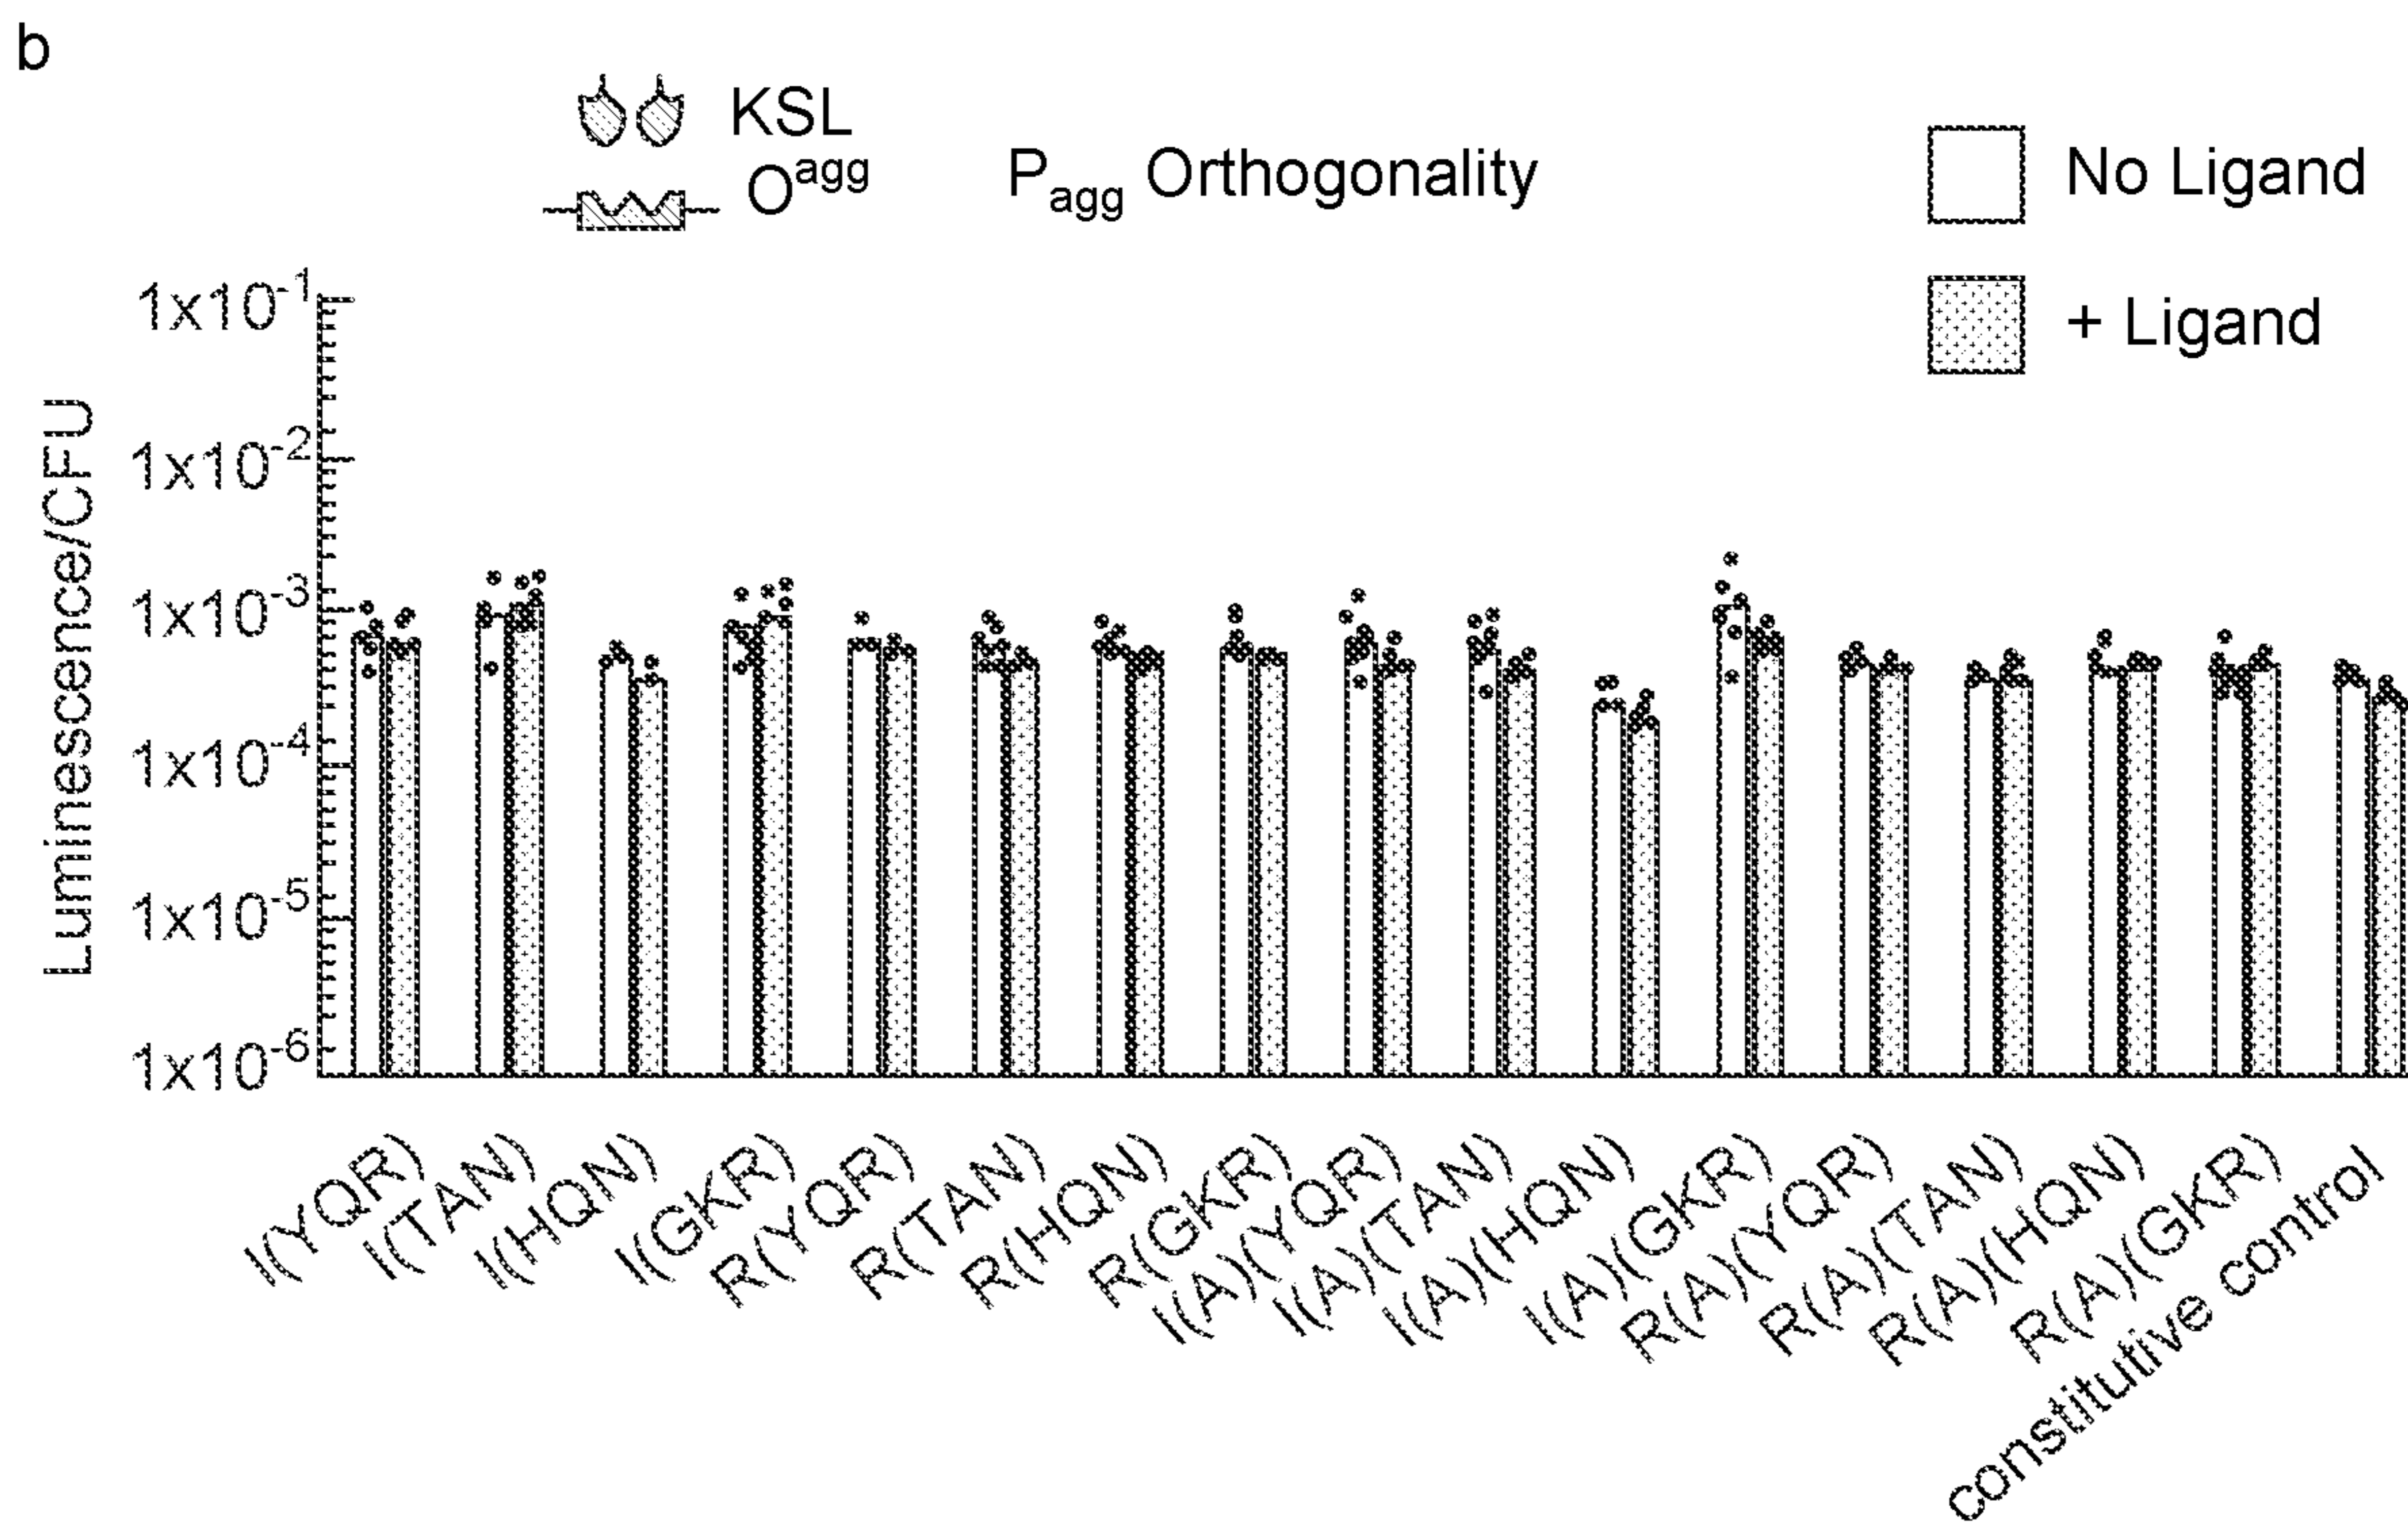 b
KSL
O^agg
P_agg Orthogonality
No Ligand
+ Ligand
Luminescence/CFU
1x10^-1
1x10^-2
1x10^-3
1x10^-4
1x10^-5
1x10^-6
I(YQR)
I(TAN)
I(HQN)
I(GKR)
R(YQR)
R(TAN)
R(HQN)
R(GKR)
I(A)(YQR)
I(A)(TAN)
I(A)(HQN)
I(A)(GKR)
R(A)(YQR)
R(A)(TAN)
R(A)(HQN)
R(A)(GKR)
constitutive control